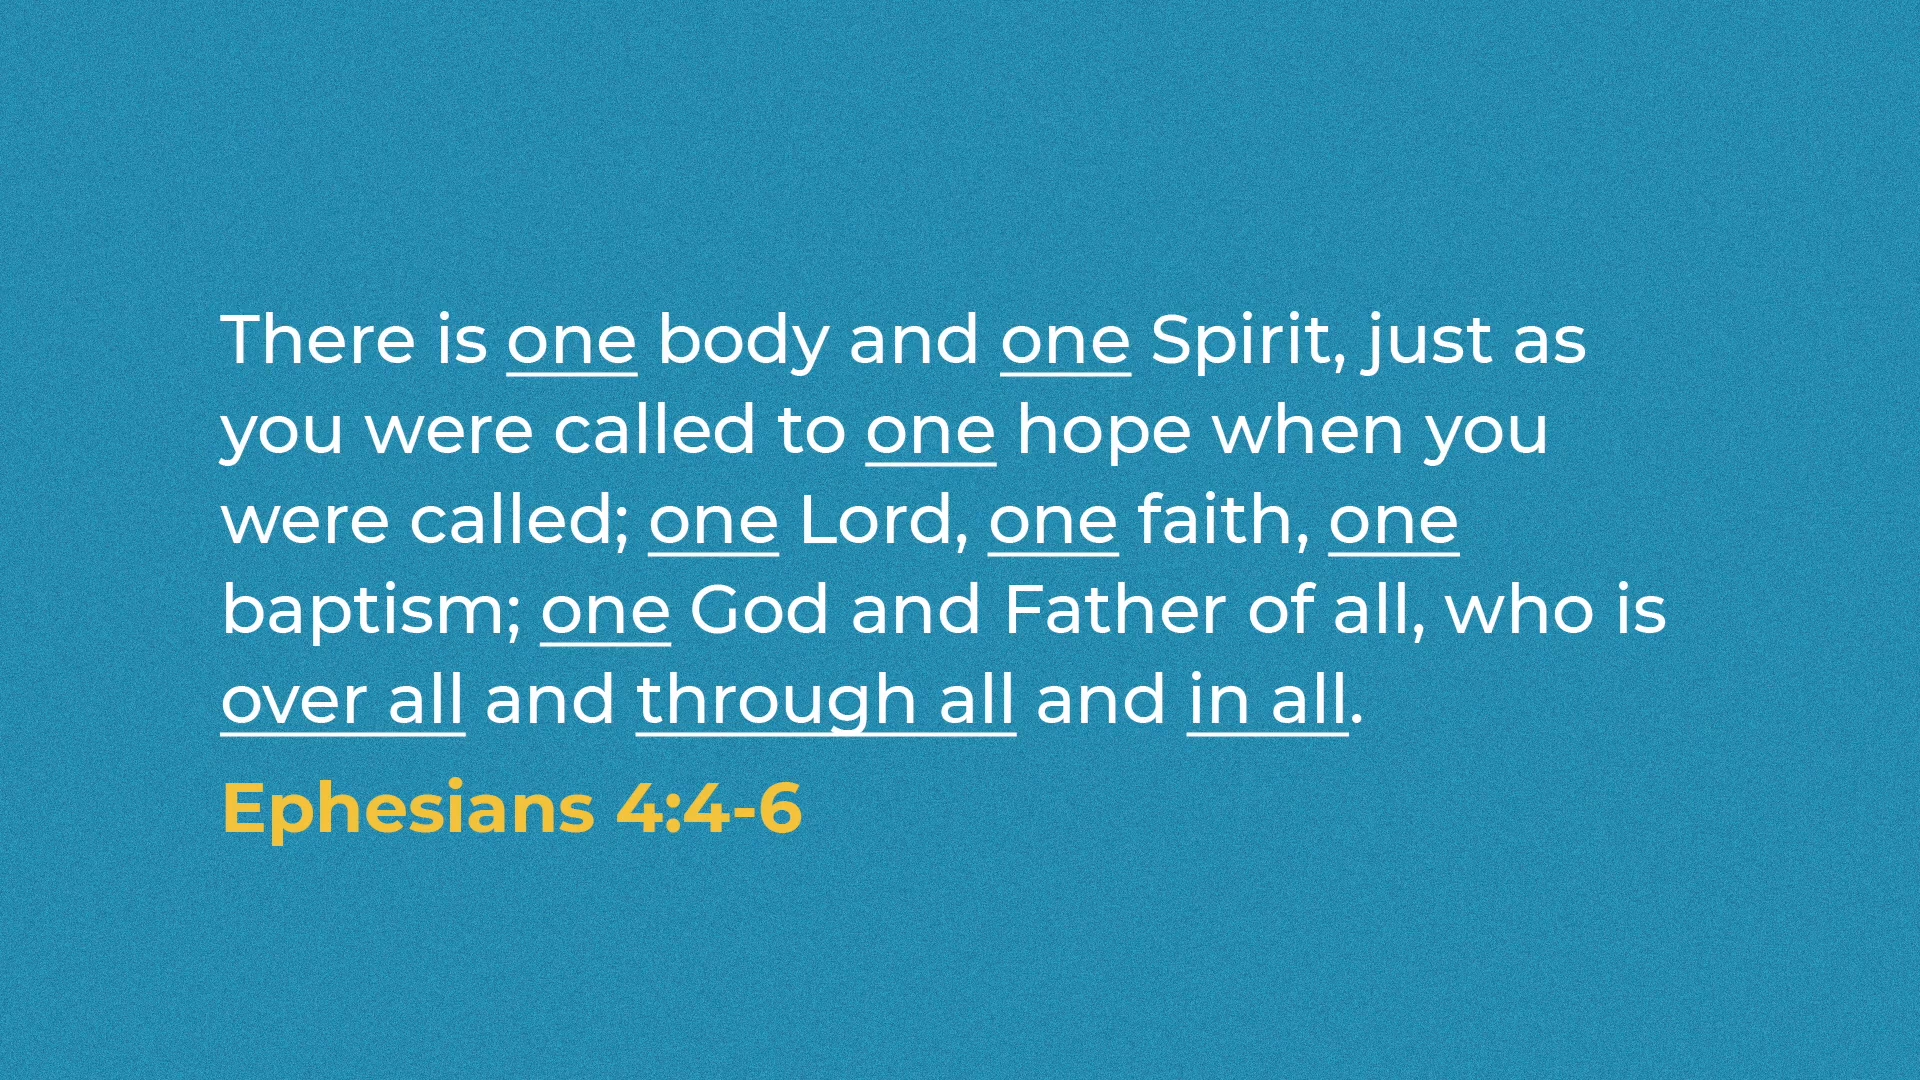 There is one body and one Spirit, just as
you were called to one hope when you
were called; one Lord, one faith, one
baptism; one God and Father of all, who is
over all and through all and in all.
Ephesians 4:4-6